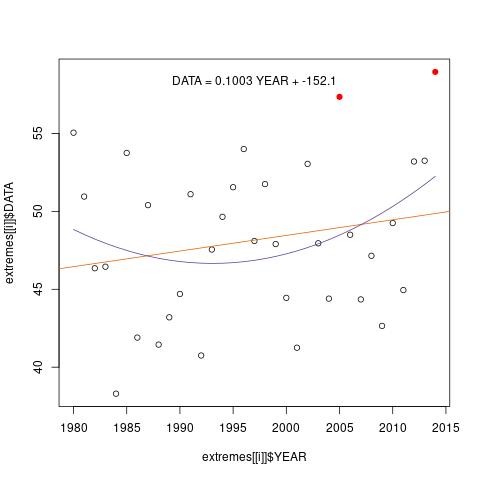 DATA = 0.1003 YEAR + -152.1
55
50
45
40
extremes[[i]]$DATA
1980 1985 1990 1995 2000 2005 2010 2015
extremes[[i]]$YEAR